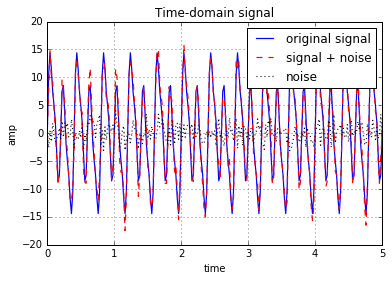 Time-domain signal
20
15
10
5
0
−5
−10
−15
−20
amp
original signal
signal + noise
noise
0 1 2 3 4 5
time